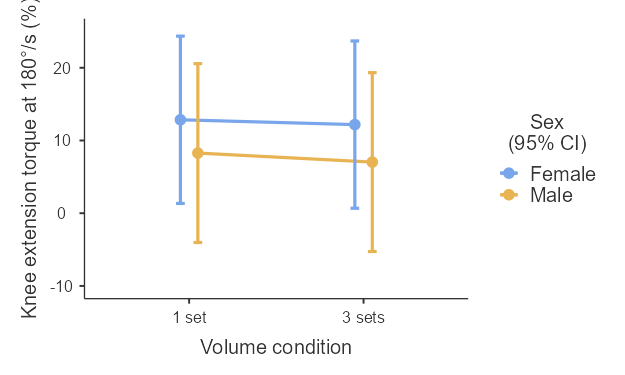 Knee extension torque at 180°/s (%)
20
10
0
-10
1 set
3 sets
Volume condition
Sex
(95% CI)
Female
Male